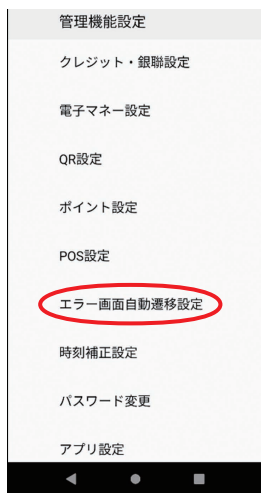 管理機能設定
クレジット・銀聯設定
電子マネー設定
QR設定
ポイント設定
POS設定
エラー画面自動遷移設定
時刻補正設定
パスワード変更
アプリ設定